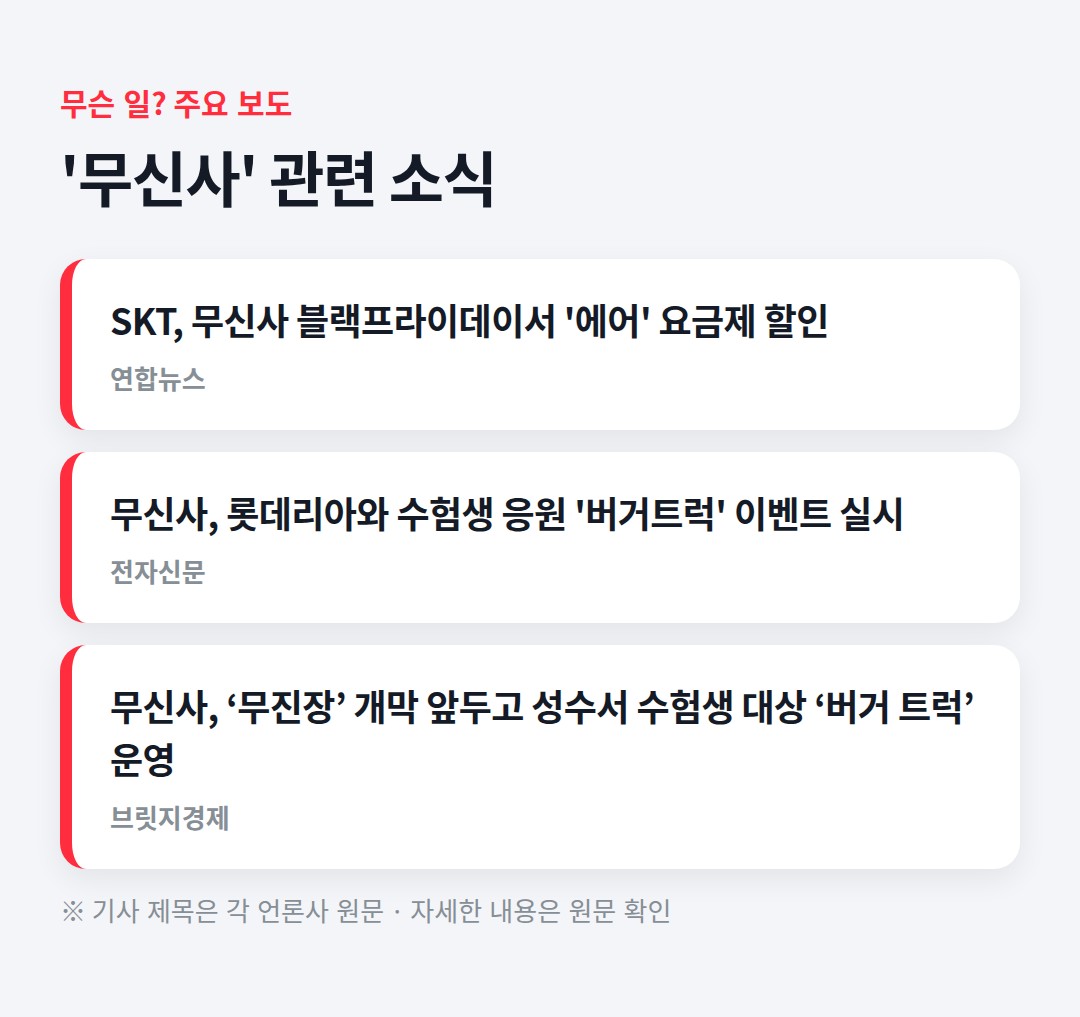 무슨 일? 주요 보도
'무신사' 관련 소식
SKT, 무신사 블랙프라이데이서 '에어' 요금제 할인
연합뉴스
무신사, 롯데리아와 수험생 응원 '버거트럭' 이벤트 실시
전자신문
무신사, ‘무진장’ 개막 앞두고 성수서 수험생 대상 ‘버거 트럭’
운영
브릿지경제
※ 기사 제목은 각 언론사 원문 · 자세한 내용은 원문 확인